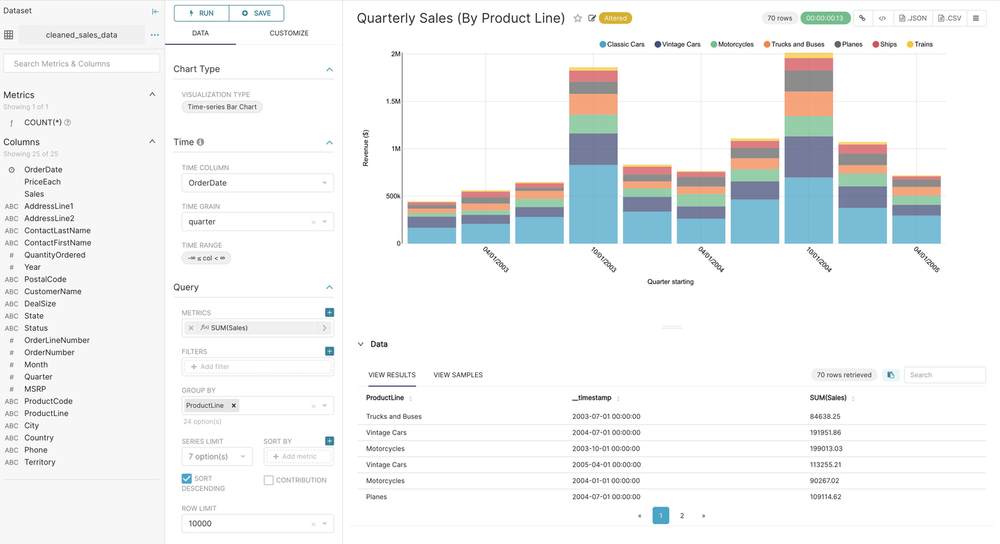 Dataset
cleaned_sales_data
Search Metrics & Columns
Metrics
Showing 1 of 1
ƒ COUNT(*) ?
Columns
Showing 25 of 25
OrderDate
PriceEach
Sales
ABC AddressLine1
ABC AddressLine2
ABC ContactLastName
ABC ContactFirstName
# QuantityOrdered
# Year
ABC PostalCode
ABC CustomerName
ABC DealSize
ABC State
ABC Status
# OrderLineNumber
# OrderNumber
# Month
# Quarter
# MSRP
ABC ProductCode
ABC ProductLine
ABC City
ABC Country
ABC Phone
ABC Territory
RUN SAVE
DATA CUSTOMIZE
Chart Type
VISUALIZATION TYPE
Time-series Bar Chart
Time
TIME COLUMN
OrderDate
TIME GRAIN
quarter
TIME RANGE
-∞ ≤ col < ∞
Query
METRICS
ƒ(x) SUM(Sales)
FILTERS
+ Add filter
GROUP BY
ProductLine
24 option(s)
SERIES LIMIT SORT BY
7 option(s) + Add metric
SORT
DESCENDING
CONTRIBUTION
ROW LIMIT
10000
Quarterly Sales (By Product Line) Altered
70 rows 00:00:00.13 </> .JSON .CSV
Classic Cars Vintage Cars Motorcycles Trucks and Buses Planes Ships Trains
2M
1.5M
1M
500k
0
Revenue ($)
04/01/2003 10/01/2003 04/01/2004 10/01/2004 04/01/2005
Quarter starting
Data
VIEW RESULTS VIEW SAMPLES 70 rows retrieved Search
ProductLine __timestamp SUM(Sales)
Trucks and Buses 2003-07-01 00:00:00 84638.25
Vintage Cars 2004-07-01 00:00:00 191951.86
Motorcycles 2003-10-01 00:00:00 199013.03
Vintage Cars 2005-04-01 00:00:00 113255.21
Motorcycles 2004-01-01 00:00:00 90267.02
Planes 2004-07-01 00:00:00 109114.62
« 1 2 »